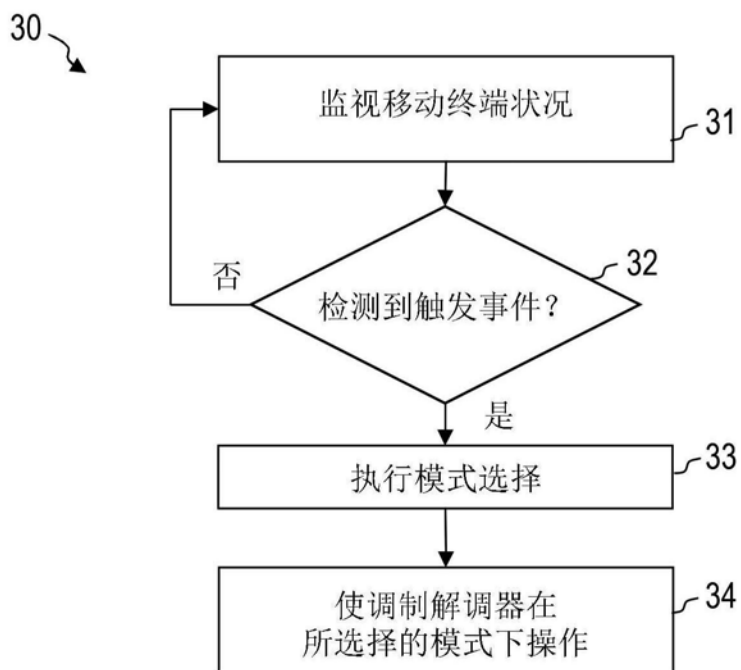 30
监视移动终端状况
31
检测到触发事件？
32
否
是
执行模式选择
33
使调制解调器在
所选择的模式下操作
34